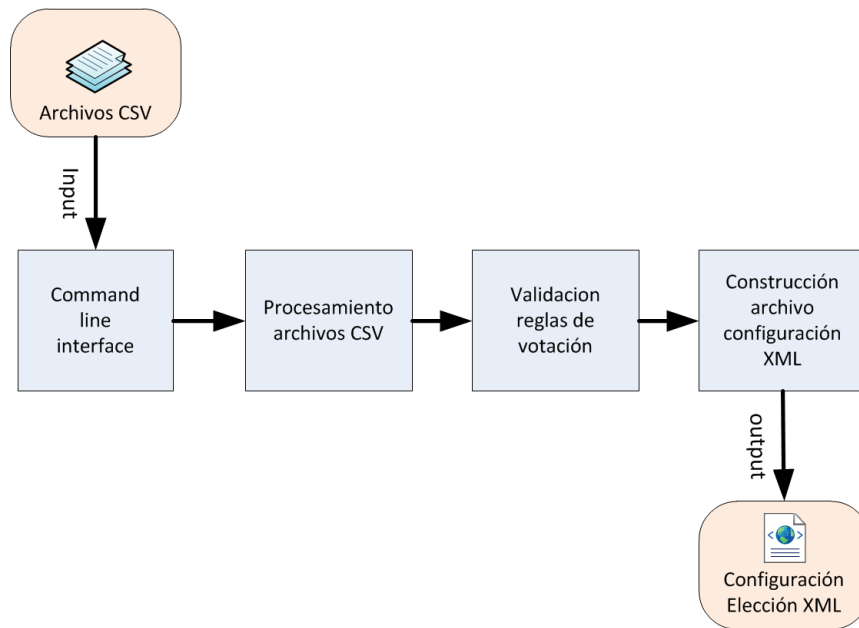 Archivos CSV
Input
Command
line
interface
Procesamiento
archivos CSV
Validacion
reglas de
votación
Construcción
archivo
configuración
XML
output
Configuración
Elección XML